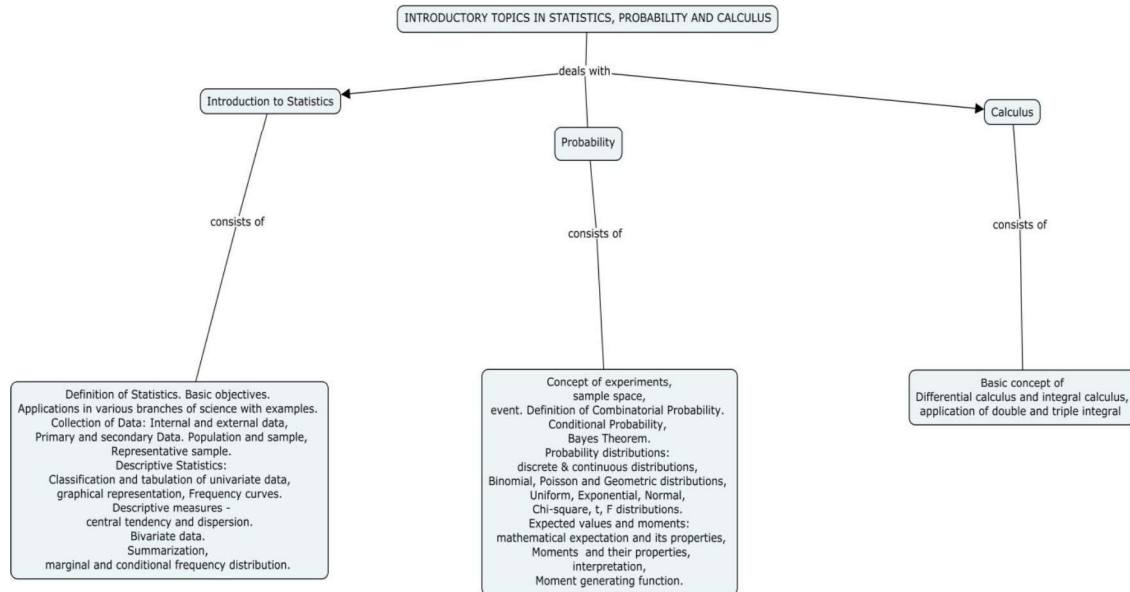 INTRODUCTORY TOPICS IN STATISTICS, PROBABILITY AND CALCULUS
deals with
Introduction to Statistics
Probability
Calculus
consists of
consists of
consists of
Definition of Statistics. Basic objectives.
Applications in various branches of science with examples.
Collection of Data: Internal and external data,
Primary and secondary Data. Population and sample,
Representative sample.
Descriptive Statistics:
Classification and tabulation of univariate data,
graphical representation, Frequency curves.
Descriptive measures -
central tendency and dispersion.
Bivariate data.
Summarization,
marginal and conditional frequency distribution.
Concept of experiments,
sample space,
event. Definition of Combinatorial Probability.
Conditional Probability,
Bayes Theorem.
Probability distributions:
discrete & continuous distributions,
Binomial, Poisson and Geometric distributions,
Uniform, Exponential, Normal,
Chi-square, t, F distributions.
Expected values and moments:
mathematical expectation and its properties,
Moments and their properties,
interpretation,
Moment generating function.
Basic concept of
Differential calculus and integral calculus,
application of double and triple integral